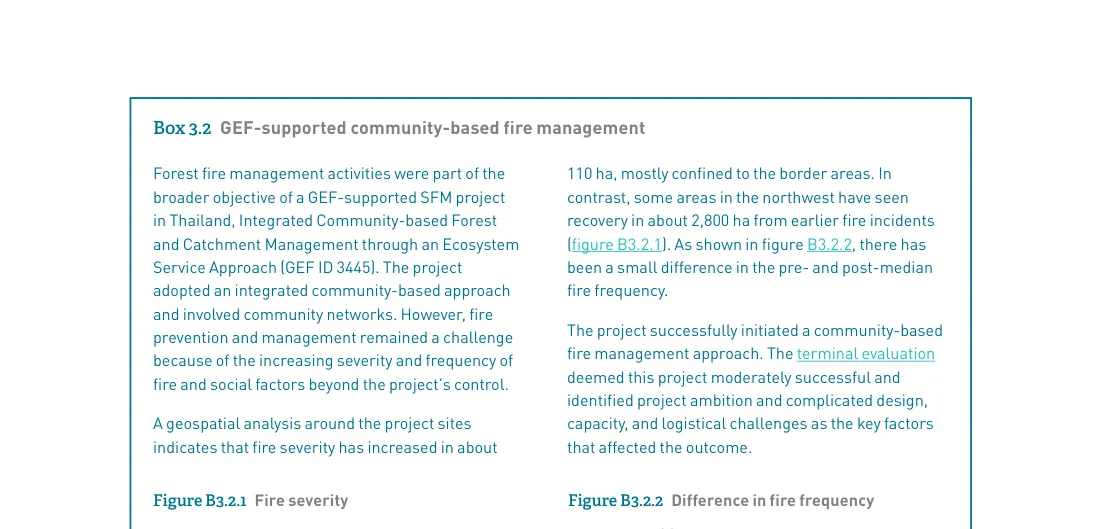 Box 3.2 GEF-supported community-based fire management
Forest fire management activities were part of the
broader objective of a GEF-supported SFM project
in Thailand, Integrated Community-based Forest
and Catchment Management through an Ecosystem
Service Approach (GEF ID 3445). The project
adopted an integrated community-based approach
and involved community networks. However, fire
prevention and management remained a challenge
because of the increasing severity and frequency of
fire and social factors beyond the project’s control.
A geospatial analysis around the project sites
indicates that fire severity has increased in about
110 ha, mostly confined to the border areas. In
contrast, some areas in the northwest have seen
recovery in about 2,800 ha from earlier fire incidents
(figure B3.2.1). As shown in figure B3.2.2, there has
been a small difference in the pre- and post-median
fire frequency.
The project successfully initiated a community-based
fire management approach. The terminal evaluation
deemed this project moderately successful and
identified project ambition and complicated design,
capacity, and logistical challenges as the key factors
that affected the outcome.
Figure B3.2.1 Fire severity
Figure B3.2.2 Difference in fire frequency